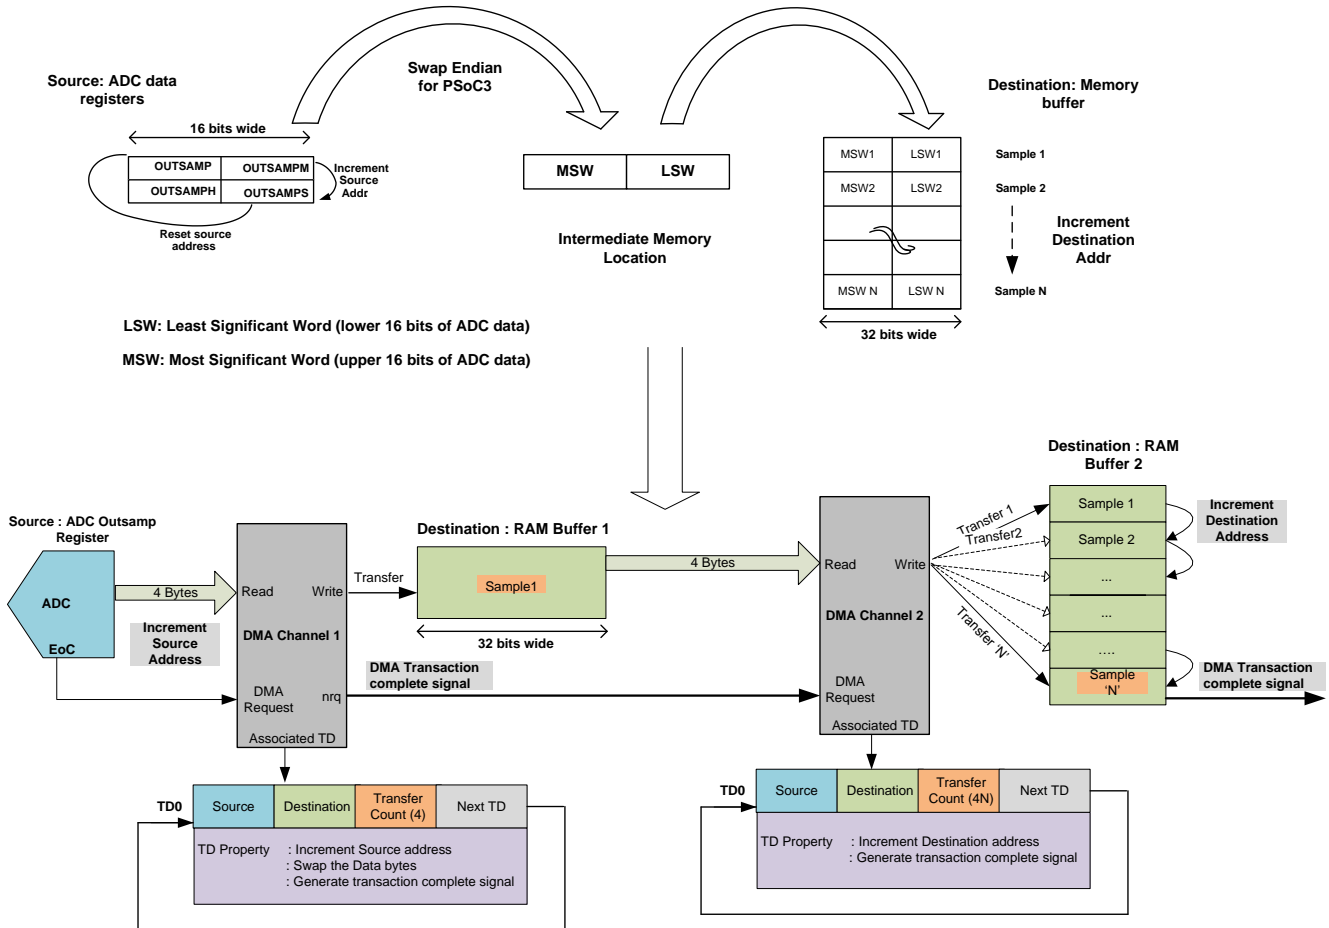 Source: ADC data
registers
16 bits wide
OUTSAMP
OUTSAMPM
OUTSAMPH
OUTSAMPS
Increment
Source
Addr
Reset source
address
Swap Endian
for PSoC3
MSW
LSW
Intermediate Memory
Location
Destination: Memory
buffer
MSW1
LSW1
Sample 1
MSW2
LSW2
Sample 2
Increment
Destination
Addr
MSW N
LSW N
Sample N
32 bits wide
LSW: Least Significant Word (lower 16 bits of ADC data)
MSW: Most Significant Word (upper 16 bits of ADC data)
Source : ADC Outsamp
Register
ADC
EoC
4 Bytes
Increment
Source
Address
Read
Write
DMA Channel 1
DMA
Request
nrq
Associated TD
Transfer
Destination : RAM Buffer 1
Sample1
32 bits wide
DMA Transaction
complete signal
4 Bytes
Read
Write
DMA Channel 2
DMA
Request
Associated TD
Transfer 1
Transfer2
Transfer 'N'
Destination : RAM
Buffer 2
Sample 1
Sample 2
...
...
....
Sample
'N'
Increment
Destination
Address
DMA Transaction
complete signal
TD0
Source
Destination
Transfer
Count (4)
Next TD
TD Property : Increment Source address
: Swap the Data bytes
: Generate transaction complete signal
TD0
Source
Destination
Transfer
Count (4N)
Next TD
TD Property : Increment Destination address
: Generate transaction complete signal